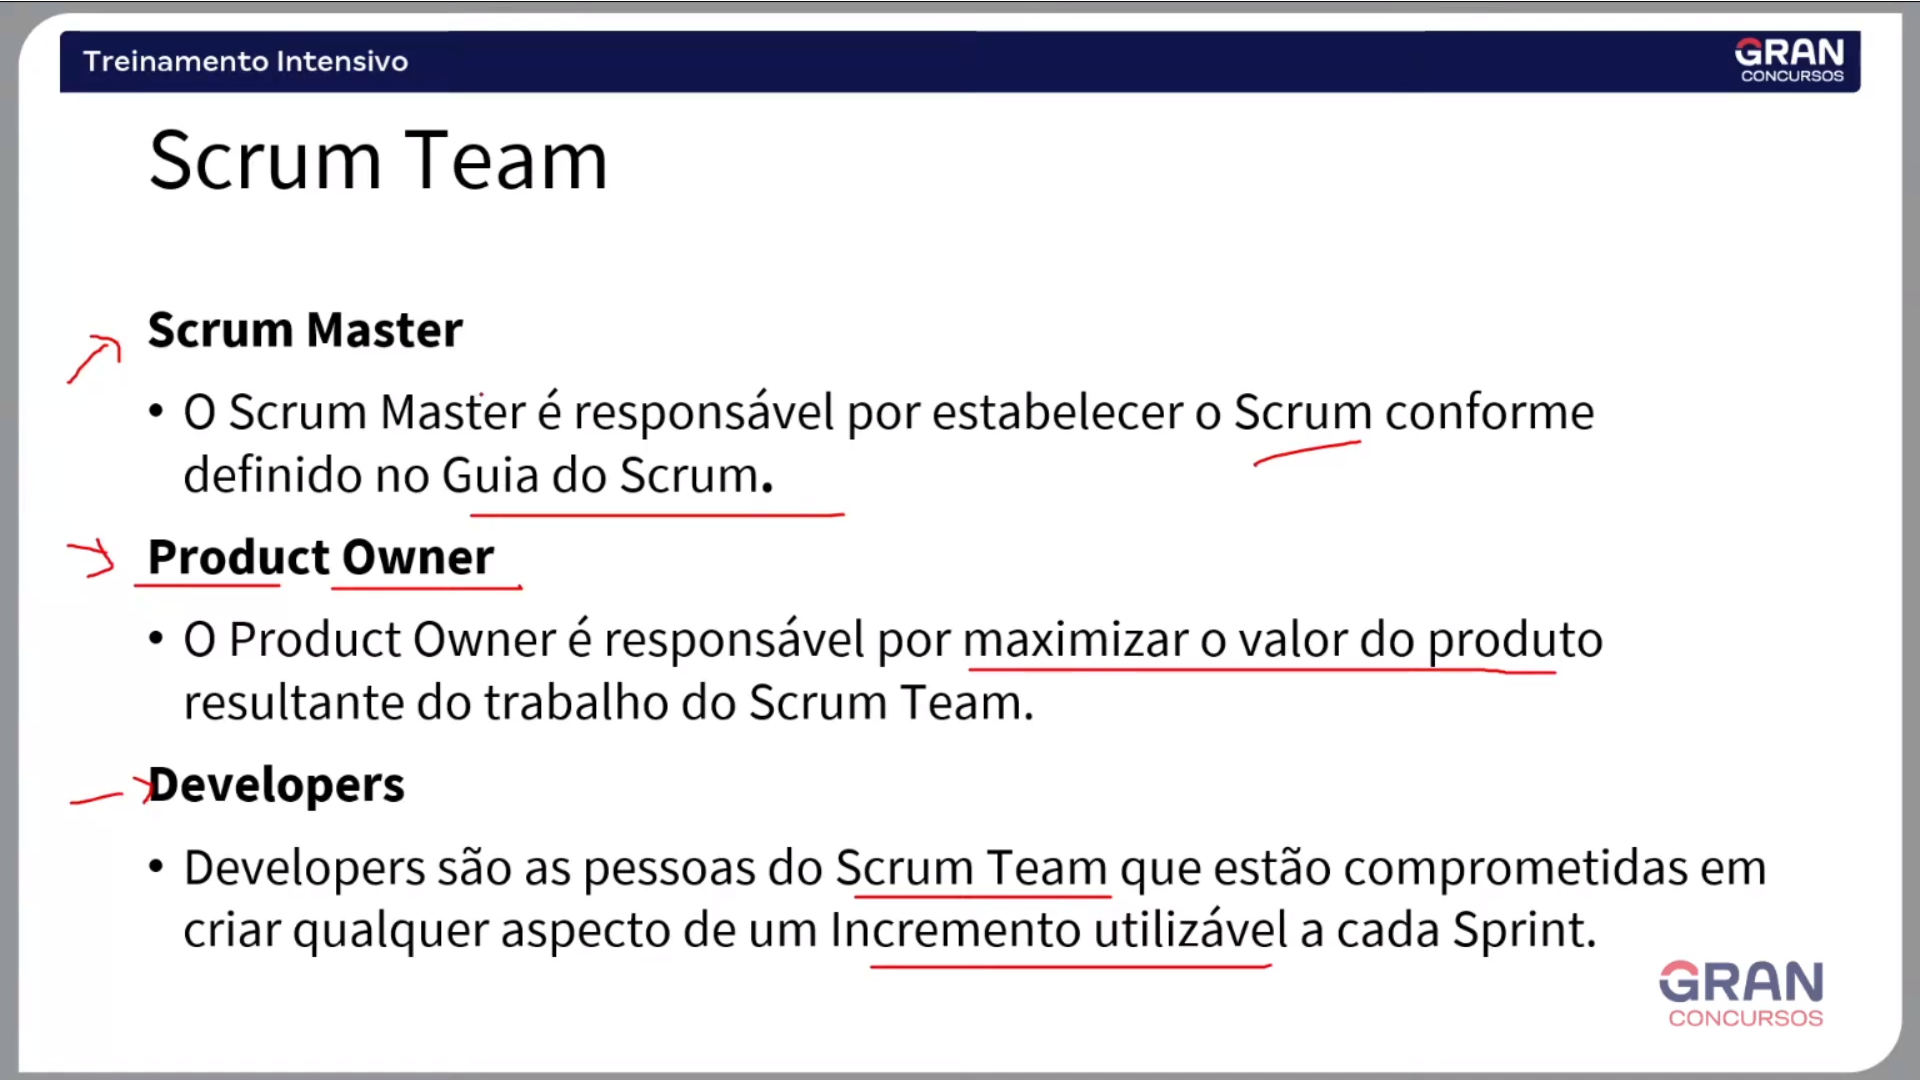 Treinamento Intensivo
GRAN
CONCURSOS
Scrum Team
Scrum Master
• O Scrum Master é responsável por estabelecer o Scrum conforme
definido no Guia do Scrum.
Product Owner
• O Product Owner é responsável por maximizar o valor do produto
resultante do trabalho do Scrum Team.
Developers
• Developers são as pessoas do Scrum Team que estão comprometidas em
criar qualquer aspecto de um Incremento utilizável a cada Sprint.
GRAN
CONCURSOS